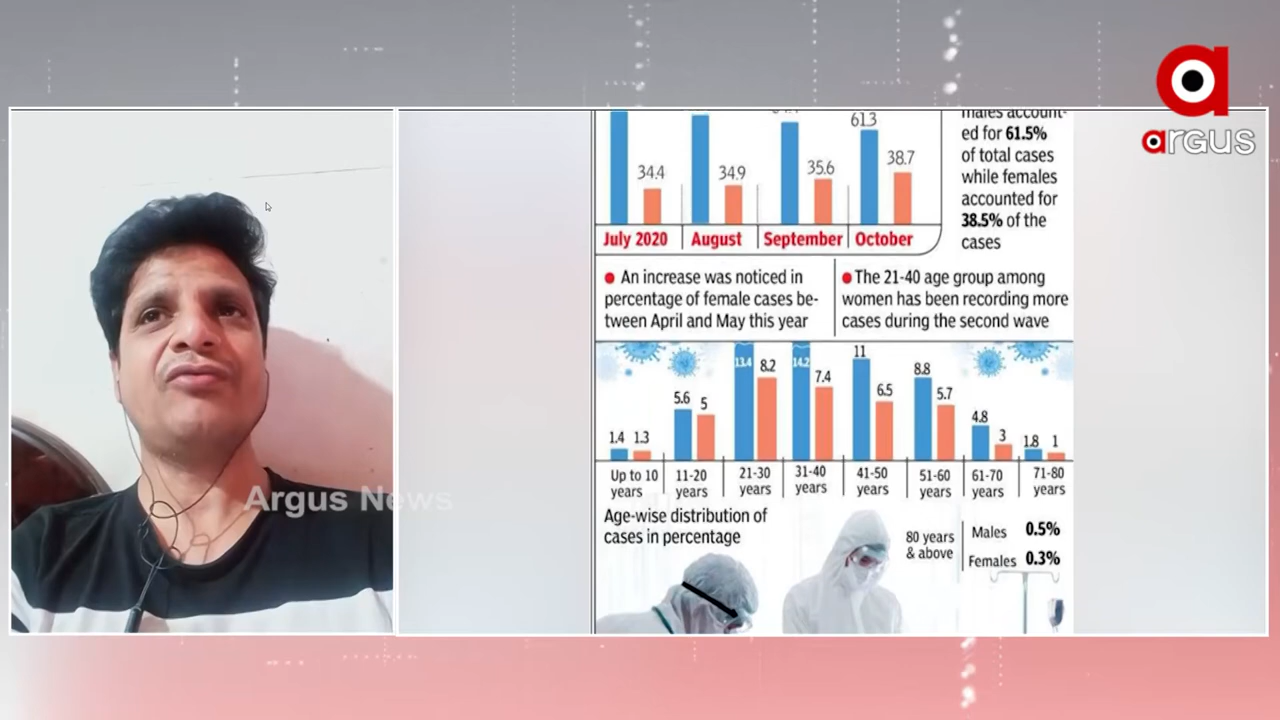 argus
61.3
34.4
34.9
35.6
38.7
July 2020
August
September
October
ed for 61.5%
of total cases
while females
accounted for
38.5% of the
cases
An increase was noticed in
percentage of female cases be-
tween April and May this year
The 21-40 age group among
women has been recording more
cases during the second wave
1.4 1.3
5.6 5
13.4 8.2
14.2 7.4
11 6.5
8.8 5.7
4.8 3
1.8 1
Up to 10
years
11-20
years
21-30
years
31-40
years
41-50
years
51-60
years
61-70
years
71-80
years
Argus News
Age-wise distribution of
cases in percentage
80 years
& above
Males 0.5%
Females 0.3%